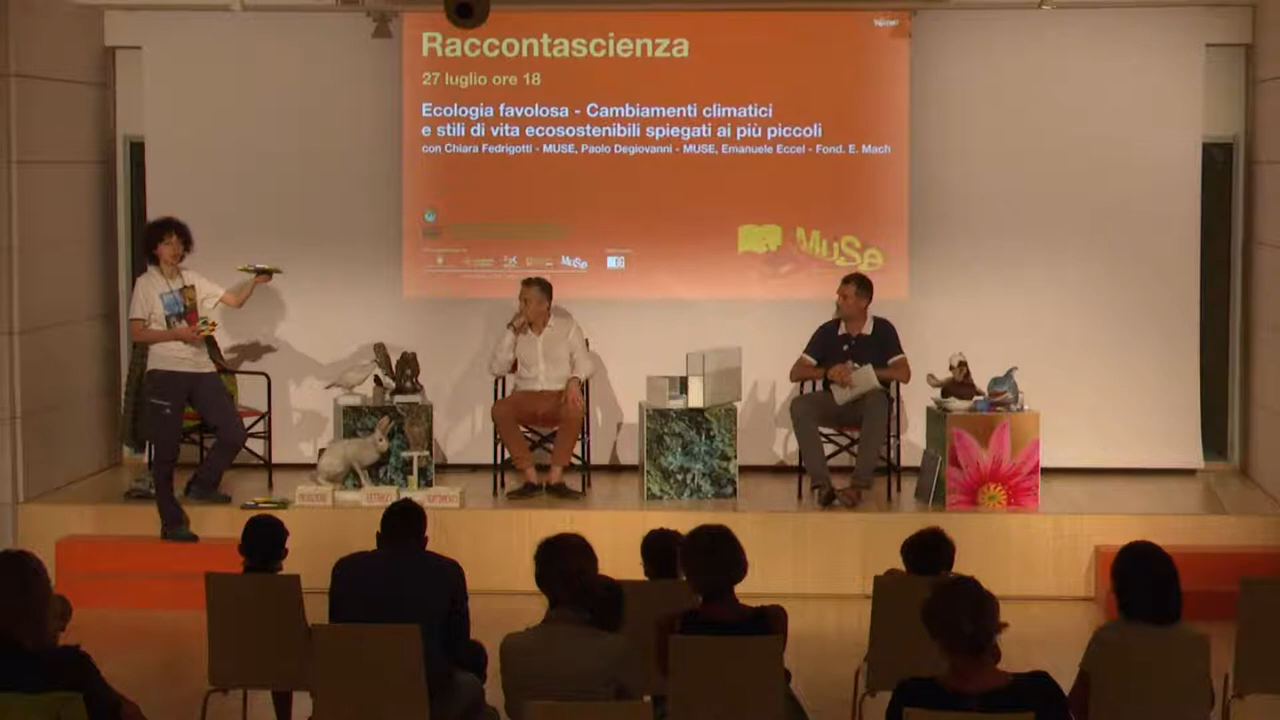 Raccontascienza
27 luglio ore 18
Ecologia favolosa - Cambiamenti climatici
e stili di vita ecosostenibili spiegati ai più piccoli
con Chiara Fedrigotti - MUSE, Paolo Degiovanni - MUSE, Emanuele Eccel - Fond. E. Mach
MuSe
MuSe